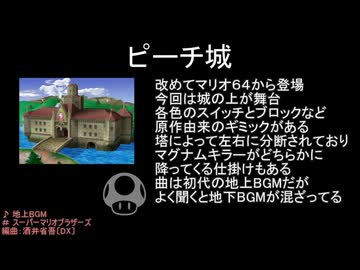 ピーチ城
改めてマリオ６４から登場
今回は城の上が舞台
各色のスイッチとブロックなど
原作由来のギミックがある
塔によって左右に分断されており
マグナムキラーがどちらかに
降ってくる仕掛けもある
曲は初代の地上BGMだが
よく聞くと地下BGMが混ざってる
♪ 地上BGM
# スーパーマリオブラザーズ
編曲：酒井省吾〔DX〕